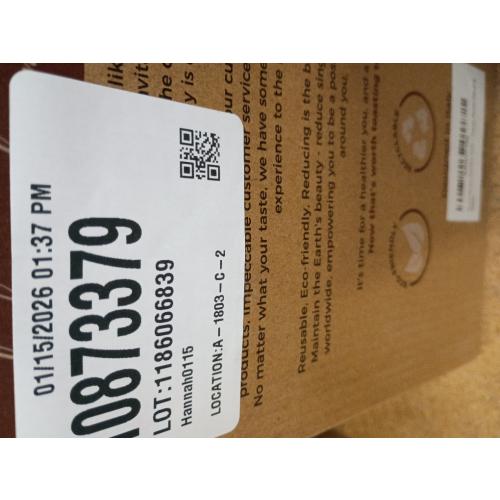 01/15/2026 01:37 PM
0873379
LOT:1186066839
Hannah0115
LOCATION:A-1803-C-2
products, impeccable customer service
No matter what your taste, we have some
experience to the
Reusable, Eco-friendly, Reducing is the b
Maintain the Earth's beauty - reduce sing
worldwide, empowering you to be a pos
around you.
It's time for a healthier you, and a
Now that's worth toasting t